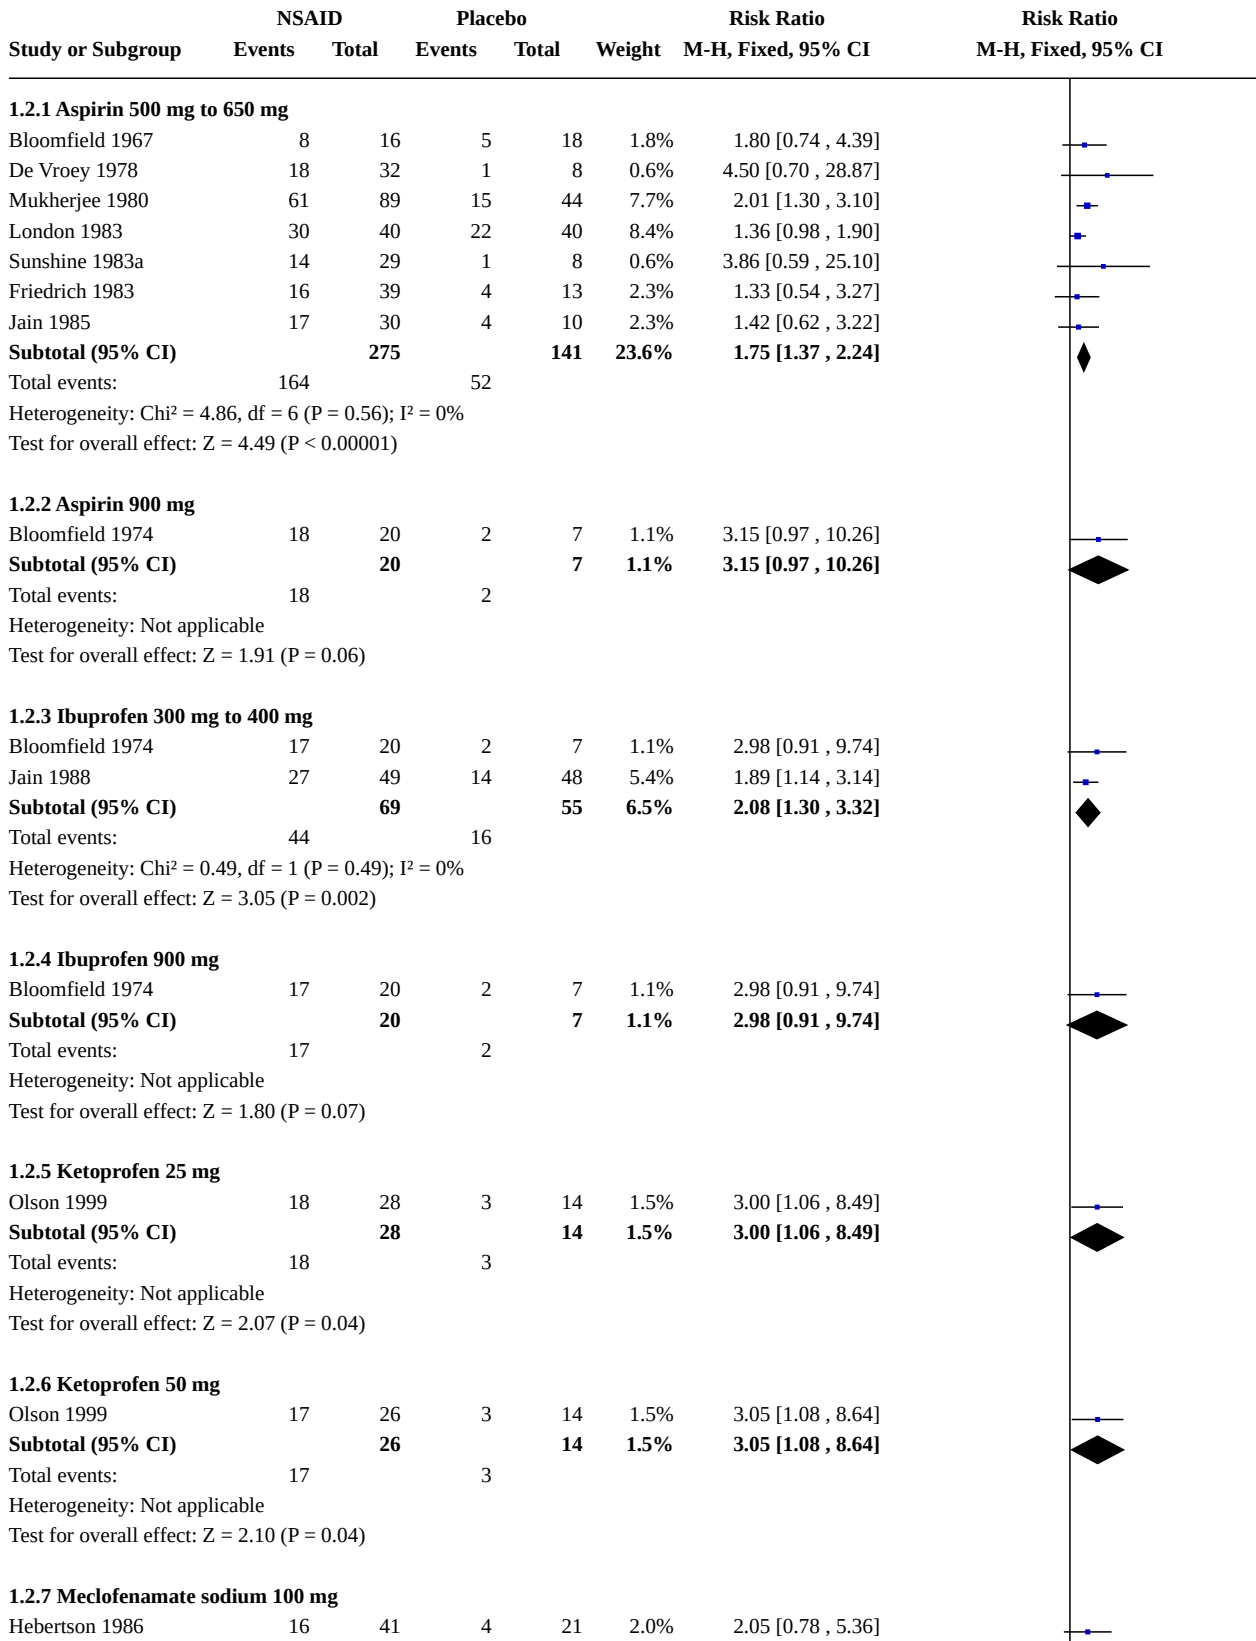 NSAID Placebo Risk Ratio Risk Ratio
Study or Subgroup Events Total Events Total Weight M-H, Fixed, 95% CI M-H, Fixed, 95% CI
1.2.1 Aspirin 500 mg to 650 mg
Bloomfield 1967 8 16 5 18 1.8% 1.80 [0.74 , 4.39]
De Vroey 1978 18 32 1 8 0.6% 4.50 [0.70 , 28.87]
Mukherjee 1980 61 89 15 44 7.7% 2.01 [1.30 , 3.10]
London 1983 30 40 22 40 8.4% 1.36 [0.98 , 1.90]
Sunshine 1983a 14 29 1 8 0.6% 3.86 [0.59 , 25.10]
Friedrich 1983 16 39 4 13 2.3% 1.33 [0.54 , 3.27]
Jain 1985 17 30 4 10 2.3% 1.42 [0.62 , 3.22]
Subtotal (95% CI) 275 141 23.6% 1.75 [1.37 , 2.24]
Total events: 164 52
Heterogeneity: Chi² = 4.86, df = 6 (P = 0.56); I² = 0%
Test for overall effect: Z = 4.49 (P < 0.00001)
1.2.2 Aspirin 900 mg
Bloomfield 1974 18 20 2 7 1.1% 3.15 [0.97 , 10.26]
Subtotal (95% CI) 20 7 1.1% 3.15 [0.97 , 10.26]
Total events: 18 2
Heterogeneity: Not applicable
Test for overall effect: Z = 1.91 (P = 0.06)
1.2.3 Ibuprofen 300 mg to 400 mg
Bloomfield 1974 17 20 2 7 1.1% 2.98 [0.91 , 9.74]
Jain 1988 27 49 14 48 5.4% 1.89 [1.14 , 3.14]
Subtotal (95% CI) 69 55 6.5% 2.08 [1.30 , 3.32]
Total events: 44 16
Heterogeneity: Chi² = 0.49, df = 1 (P = 0.49); I² = 0%
Test for overall effect: Z = 3.05 (P = 0.002)
1.2.4 Ibuprofen 900 mg
Bloomfield 1974 17 20 2 7 1.1% 2.98 [0.91 , 9.74]
Subtotal (95% CI) 20 7 1.1% 2.98 [0.91 , 9.74]
Total events: 17 2
Heterogeneity: Not applicable
Test for overall effect: Z = 1.80 (P = 0.07)
1.2.5 Ketoprofen 25 mg
Olson 1999 18 28 3 14 1.5% 3.00 [1.06 , 8.49]
Subtotal (95% CI) 28 14 1.5% 3.00 [1.06 , 8.49]
Total events: 18 3
Heterogeneity: Not applicable
Test for overall effect: Z = 2.07 (P = 0.04)
1.2.6 Ketoprofen 50 mg
Olson 1999 17 26 3 14 1.5% 3.05 [1.08 , 8.64]
Subtotal (95% CI) 26 14 1.5% 3.05 [1.08 , 8.64]
Total events: 17 3
Heterogeneity: Not applicable
Test for overall effect: Z = 2.10 (P = 0.04)
1.2.7 Meclofenamate sodium 100 mg
Hebertson 1986 16 41 4 21 2.0% 2.05 [0.78 , 5.36]